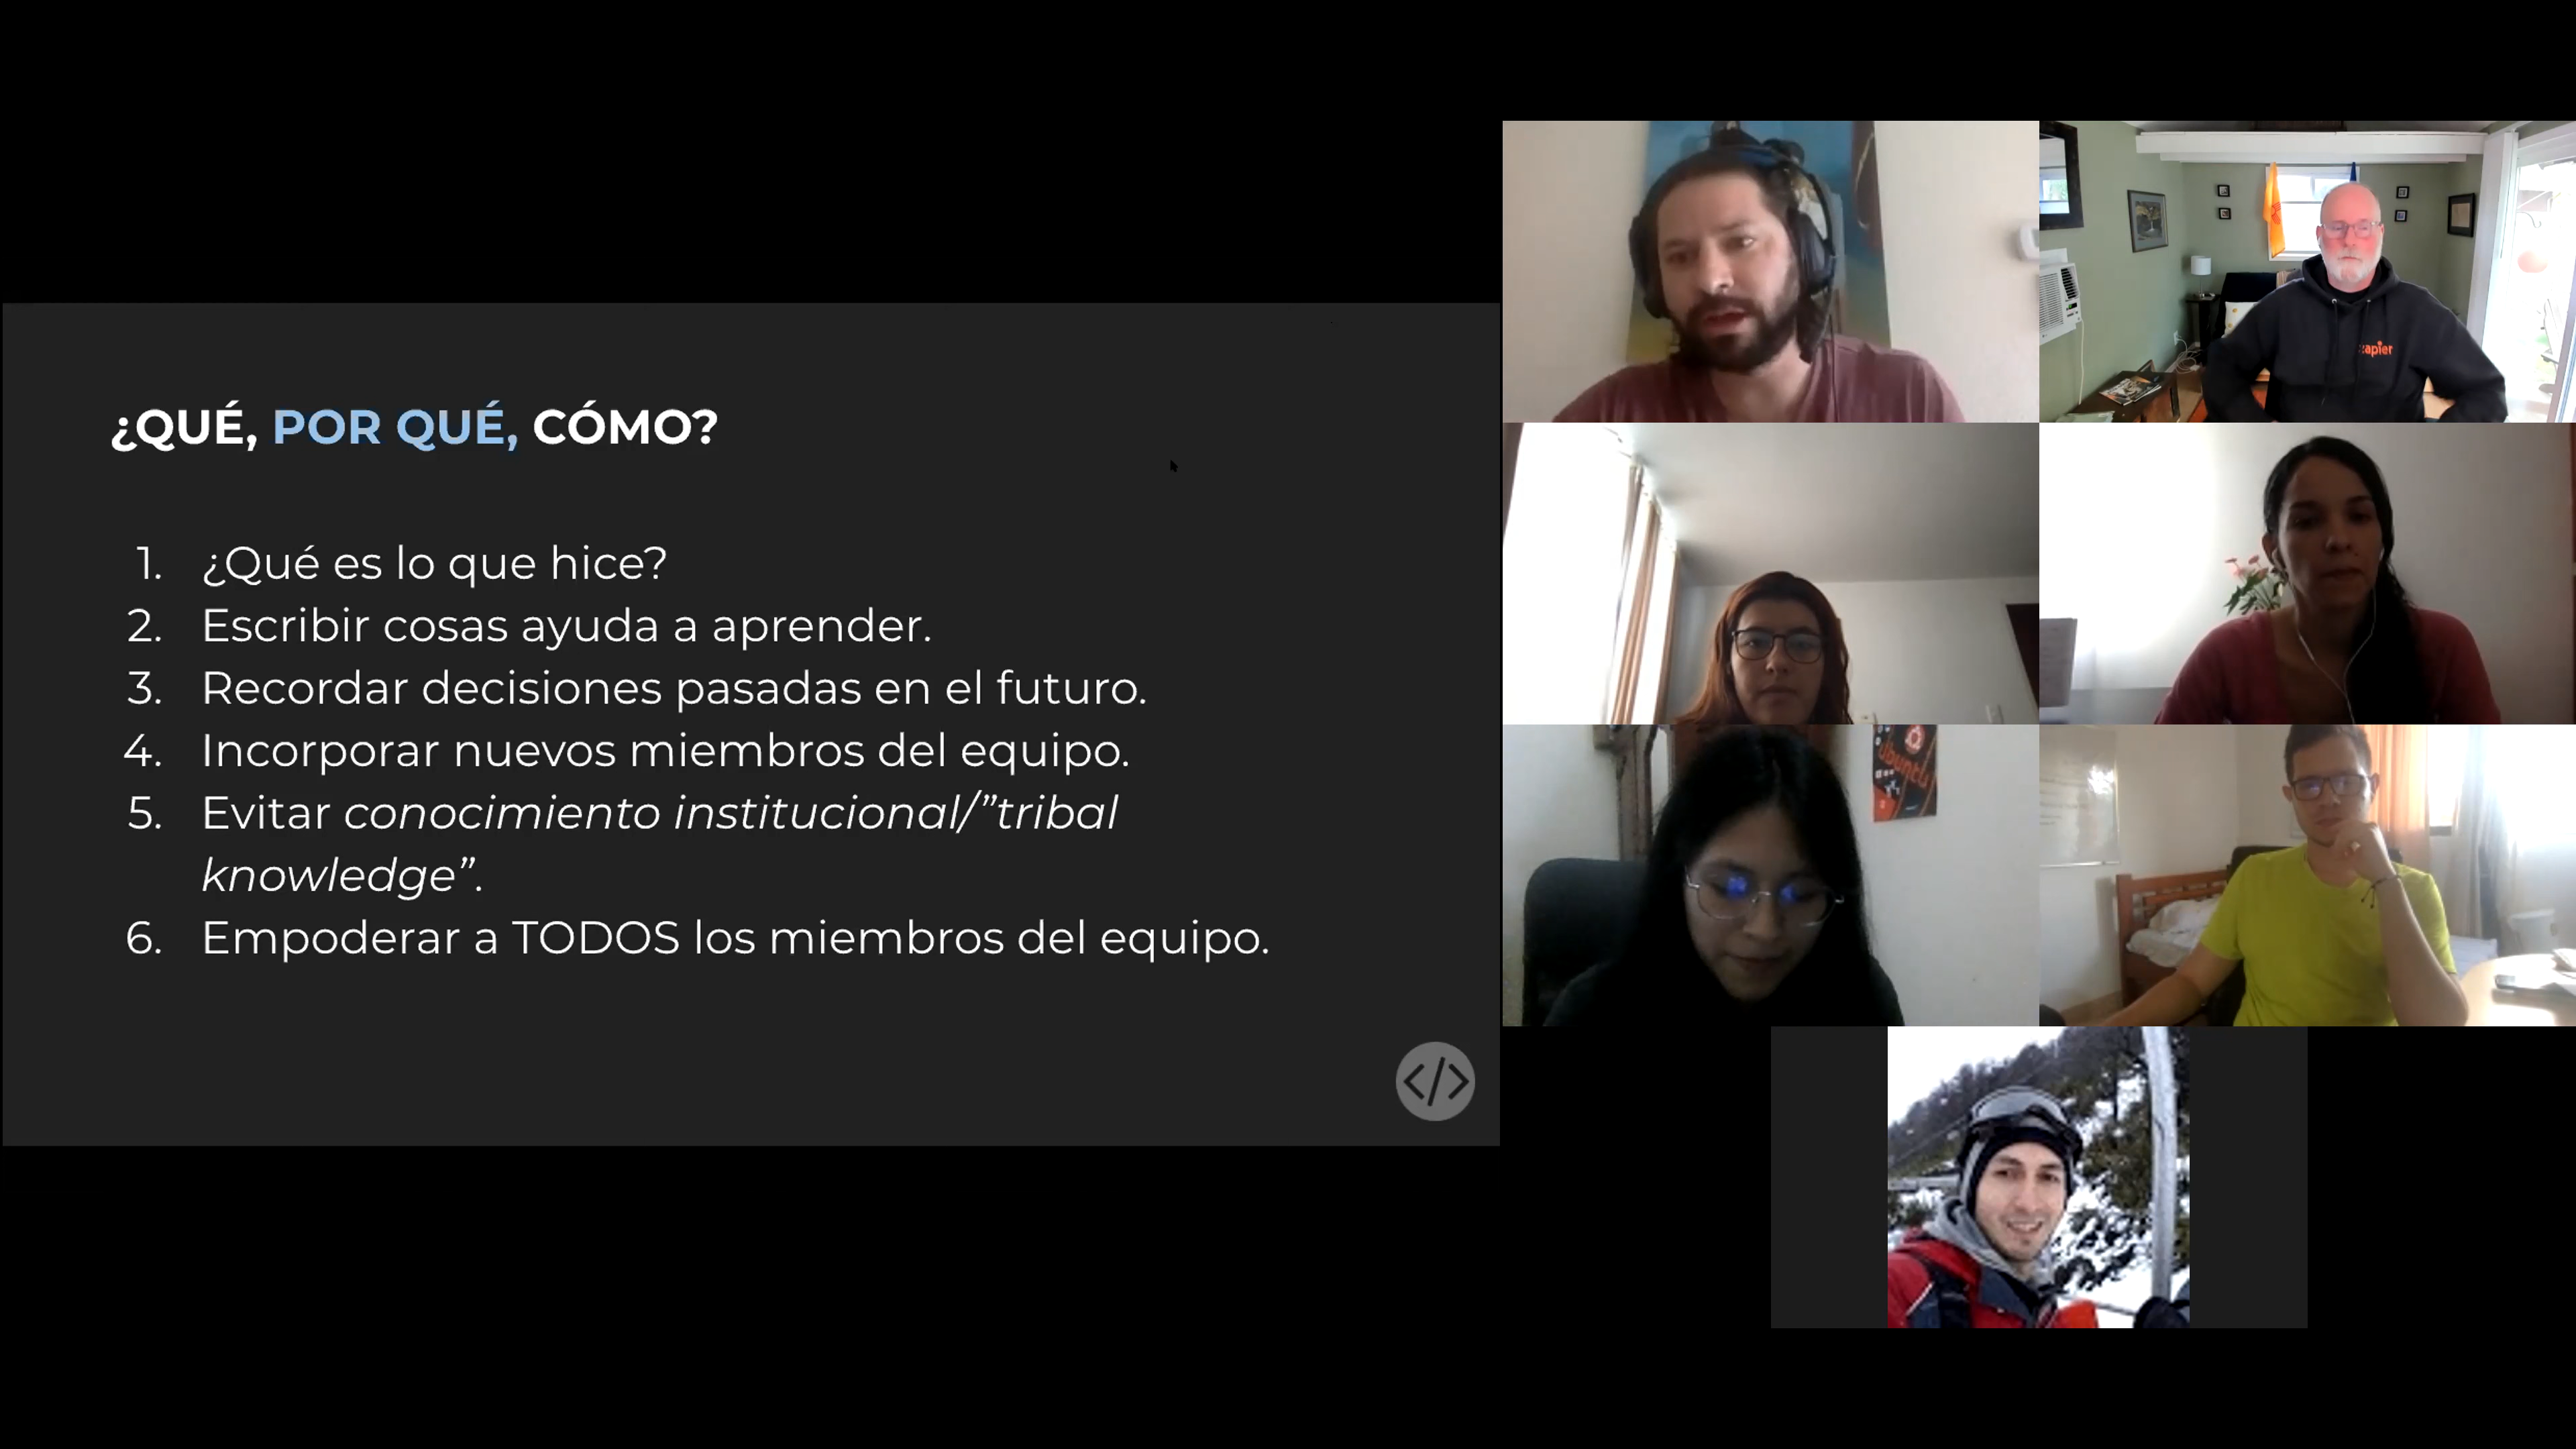 ¿QUÉ, POR QUÉ, CÓMO?
1. ¿Qué es lo que hice?
2. Escribir cosas ayuda a aprender.
3. Recordar decisiones pasadas en el futuro.
4. Incorporar nuevos miembros del equipo.
5. Evitar conocimiento institucional/”tribal
knowledge”.
6. Empoderar a TODOS los miembros del equipo.
</>
zapier
ubuntu